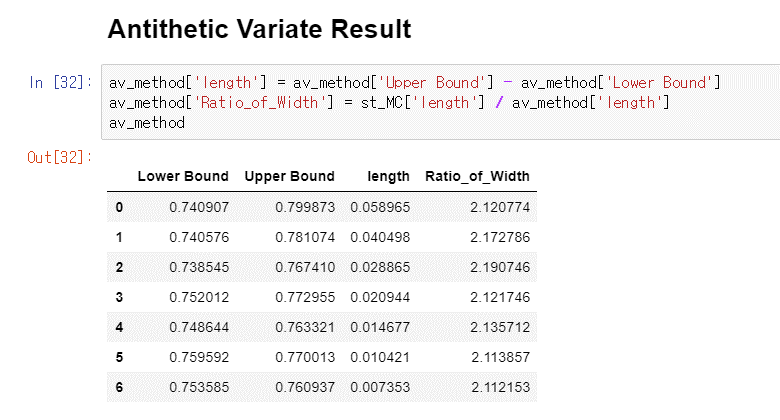 Antithetic Variate Result
In [32]: av_method['length'] = av_method['Upper Bound'] - av_method['Lower Bound']
av_method['Ratio_of_Width'] = st_MC['length'] / av_method['length']
av_method
Out[32]:
Lower Bound Upper Bound length Ratio_of_Width
0 0.740907 0.799873 0.058965 2.120774
1 0.740576 0.781074 0.040498 2.172786
2 0.738545 0.767410 0.028865 2.190746
3 0.752012 0.772955 0.020944 2.121746
4 0.748644 0.763321 0.014677 2.135712
5 0.759592 0.770013 0.010421 2.113857
6 0.753585 0.760937 0.007353 2.112153